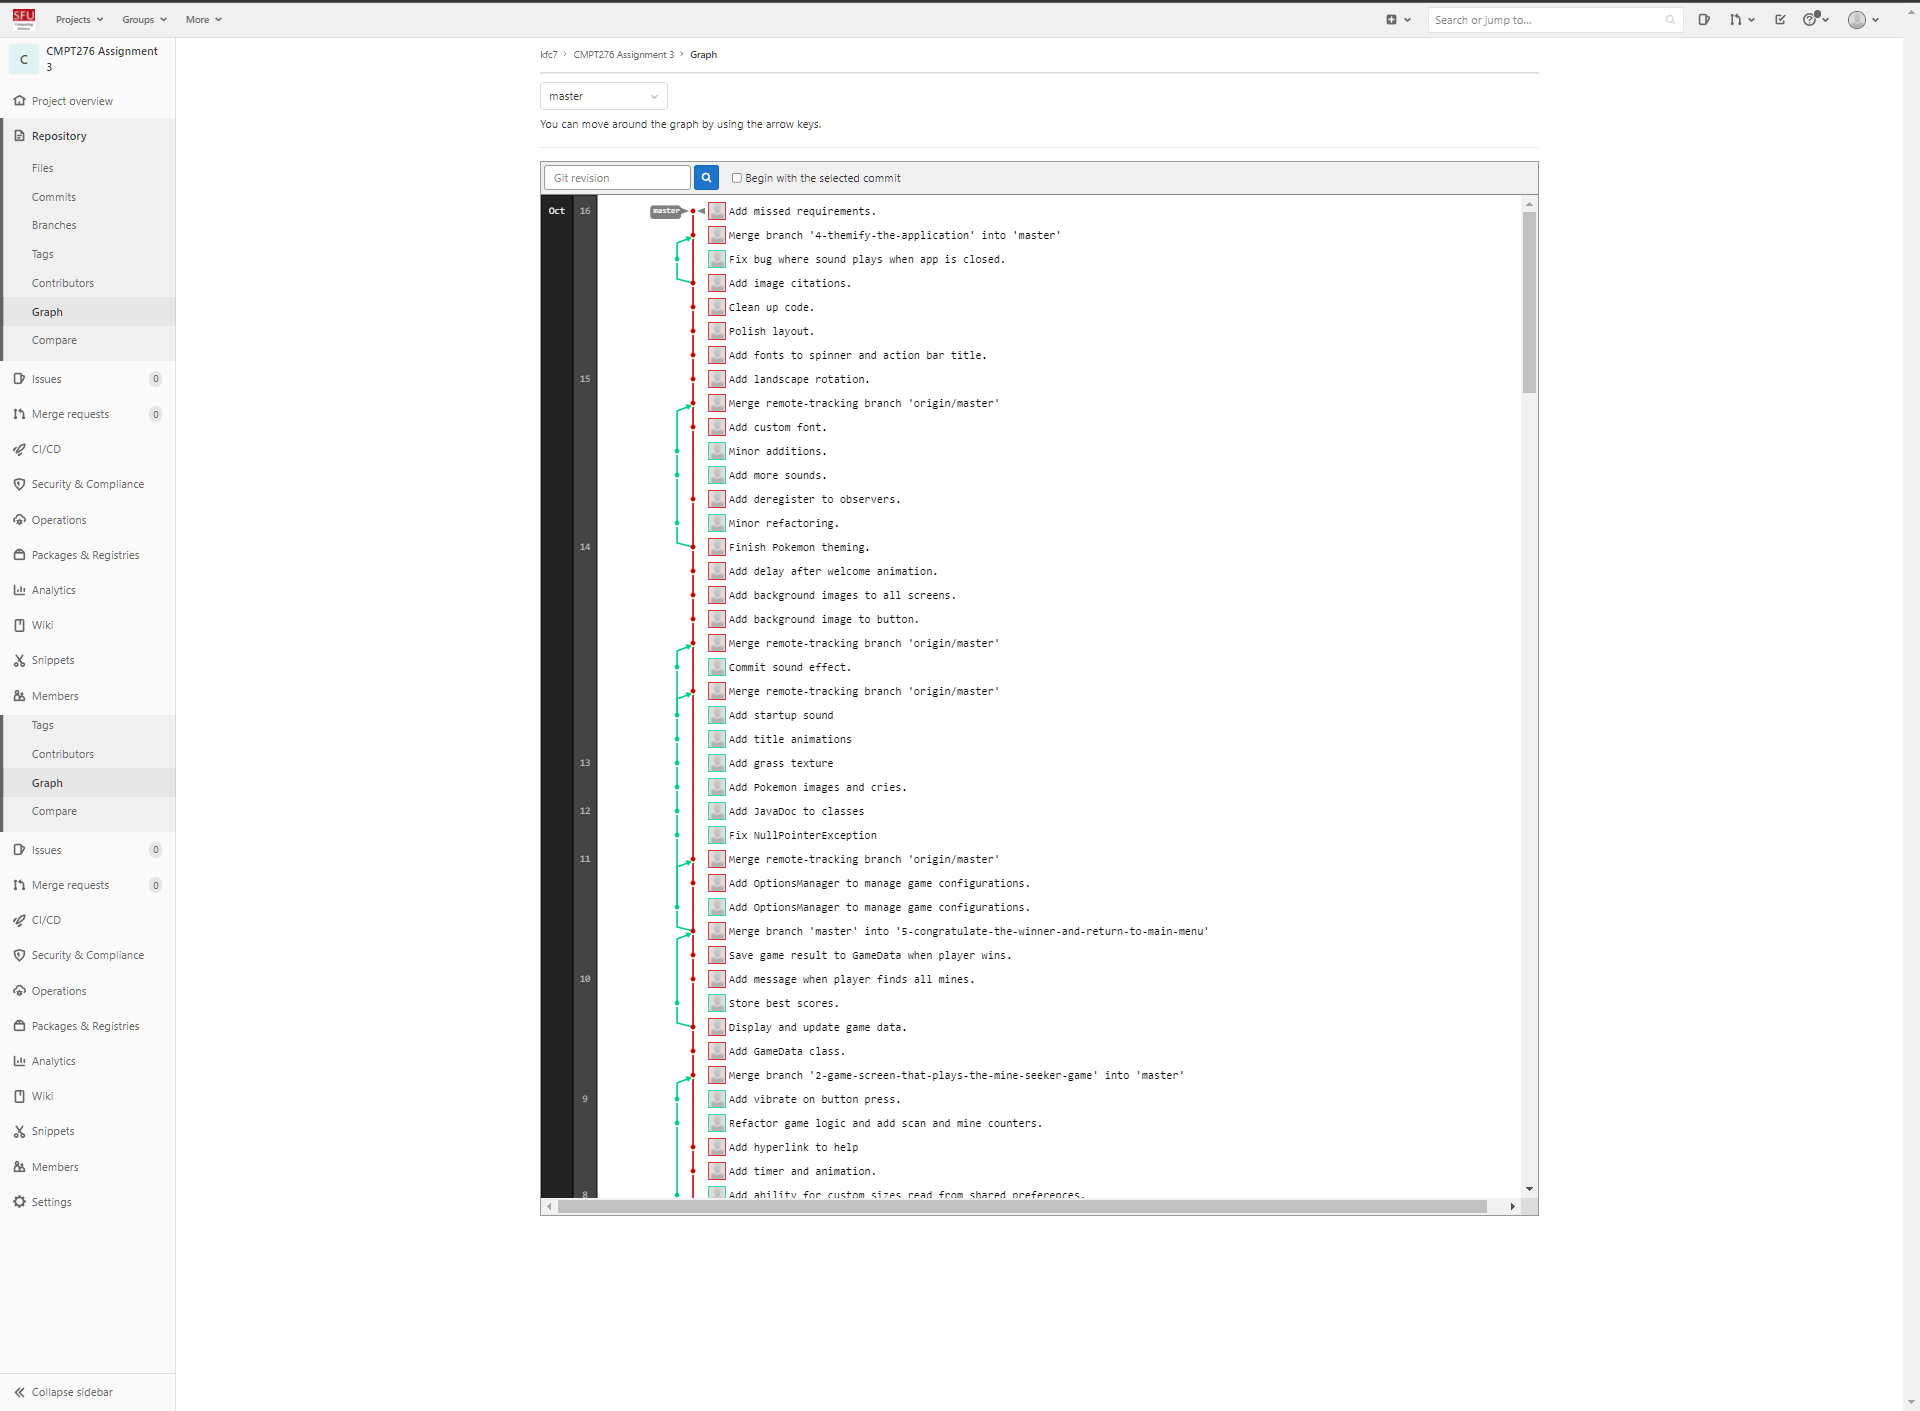 SFU
Projects
Groups
More
Search or jump to...
C
CMPT276 Assignment
3
Project overview
Repository
Files
Commits
Branches
Tags
Contributors
Graph
Compare
Issues 0
Merge requests 0
CI/CD
Security & Compliance
Operations
Packages & Registries
Analytics
Wiki
Snippets
Members
Tags
Contributors
Graph
Compare
Issues 0
Merge requests 0
CI/CD
Security & Compliance
Operations
Packages & Registries
Analytics
Wiki
Snippets
Members
Settings
Collapse sidebar
kfc7 › CMPT276 Assignment 3 › Graph
master
You can move around the graph by using the arrow keys.
Git revision
Begin with the selected commit
Oct 16 master Add missed requirements.
Merge branch '4-themify-the-application' into 'master'
Fix bug where sound plays when app is closed.
Add image citations.
Clean up code.
Polish layout.
Add fonts to spinner and action bar title.
15 Add landscape rotation.
Merge remote-tracking branch 'origin/master'
Add custom font.
Minor additions.
Add more sounds.
Add deregister to observers.
Minor refactoring.
14 Finish Pokemon theming.
Add delay after welcome animation.
Add background images to all screens.
Add background image to button.
Merge remote-tracking branch 'origin/master'
Commit sound effect.
Merge remote-tracking branch 'origin/master'
Add startup sound
Add title animations
13 Add grass texture
Add Pokemon images and cries.
12 Add JavaDoc to classes
Fix NullPointerException
11 Merge remote-tracking branch 'origin/master'
Add OptionsManager to manage game configurations.
Add OptionsManager to manage game configurations.
Merge branch 'master' into '5-congratulate-the-winner-and-return-to-main-menu'
Save game result to GameData when player wins.
10 Add message when player finds all mines.
Store best scores.
Display and update game data.
Add GameData class.
Merge branch '2-game-screen-that-plays-the-mine-seeker-game' into 'master'
9 Add vibrate on button press.
Refactor game logic and add scan and mine counters.
Add hyperlink to help
Add timer and animation.
8 Add ability for custom sizes read from shared preferences.